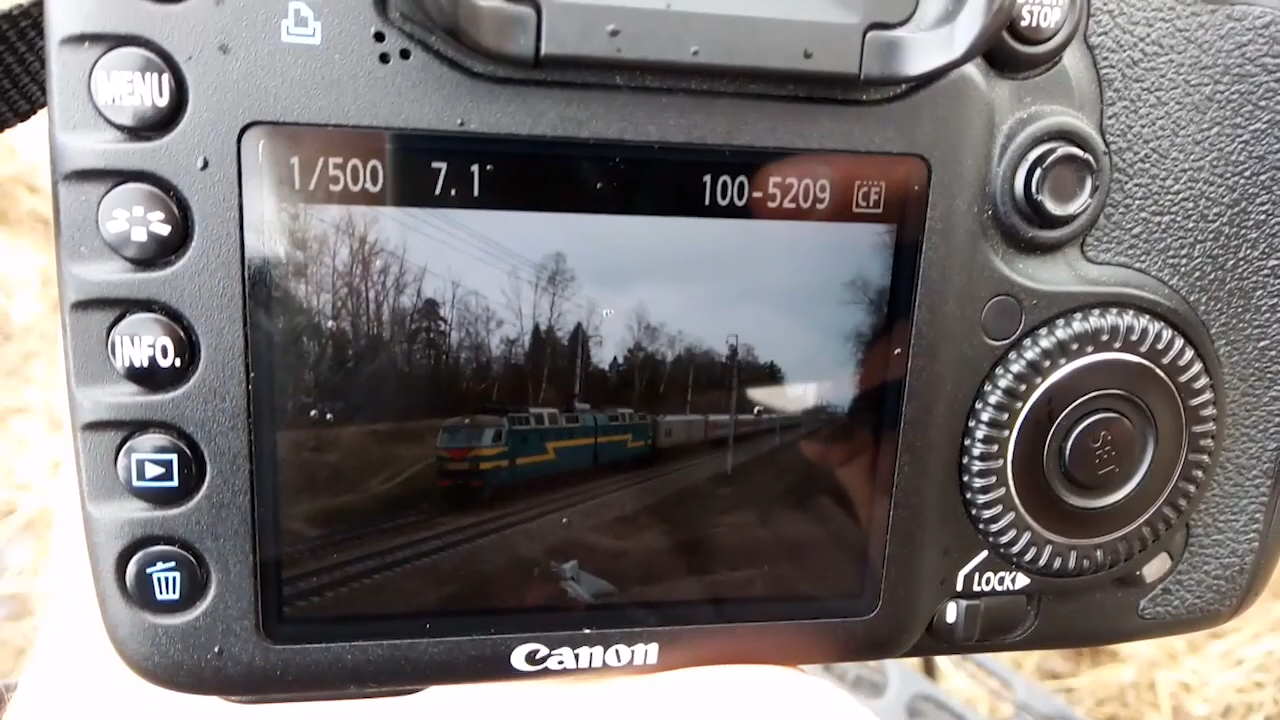 STOP
MENU
1/500 7.1 100-5209 CF
INFO.
SET
LOCK
Canon